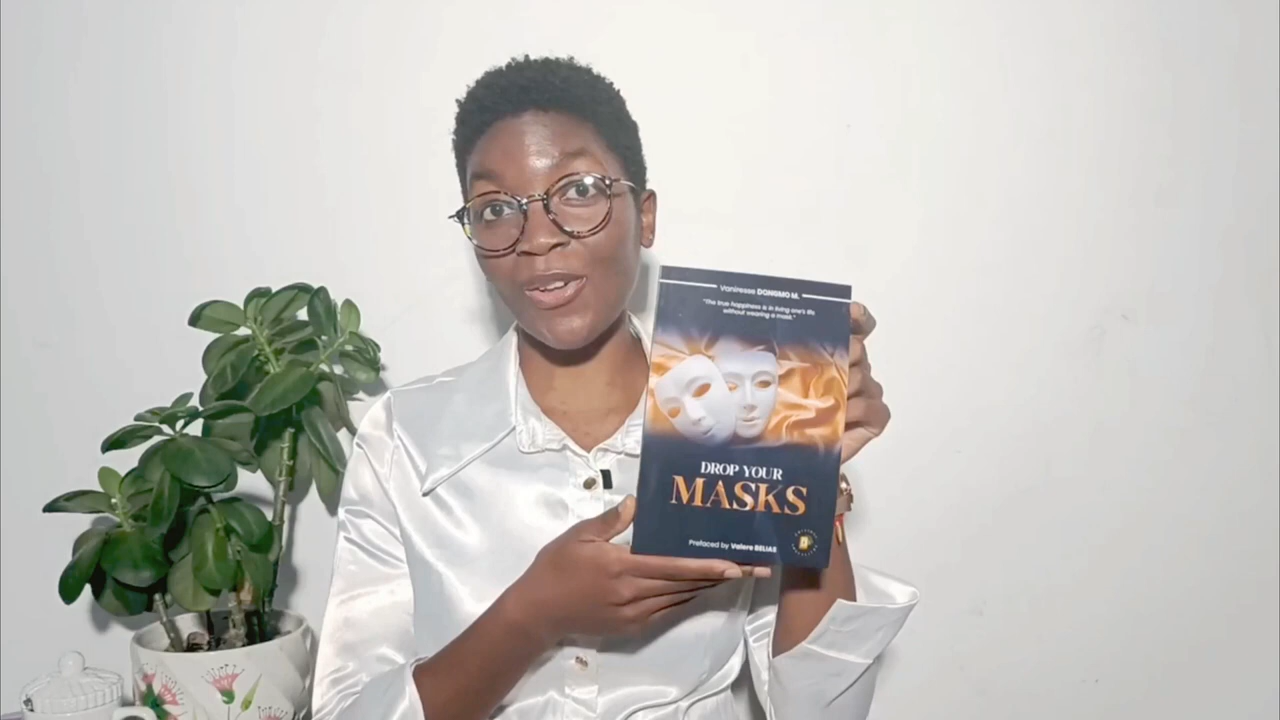 Vaniresse DONGMO M.
"The true happiness is in living one's life
without wearing a mask."
DROP YOUR
MASKS
Prefaced by Valere BELIAS